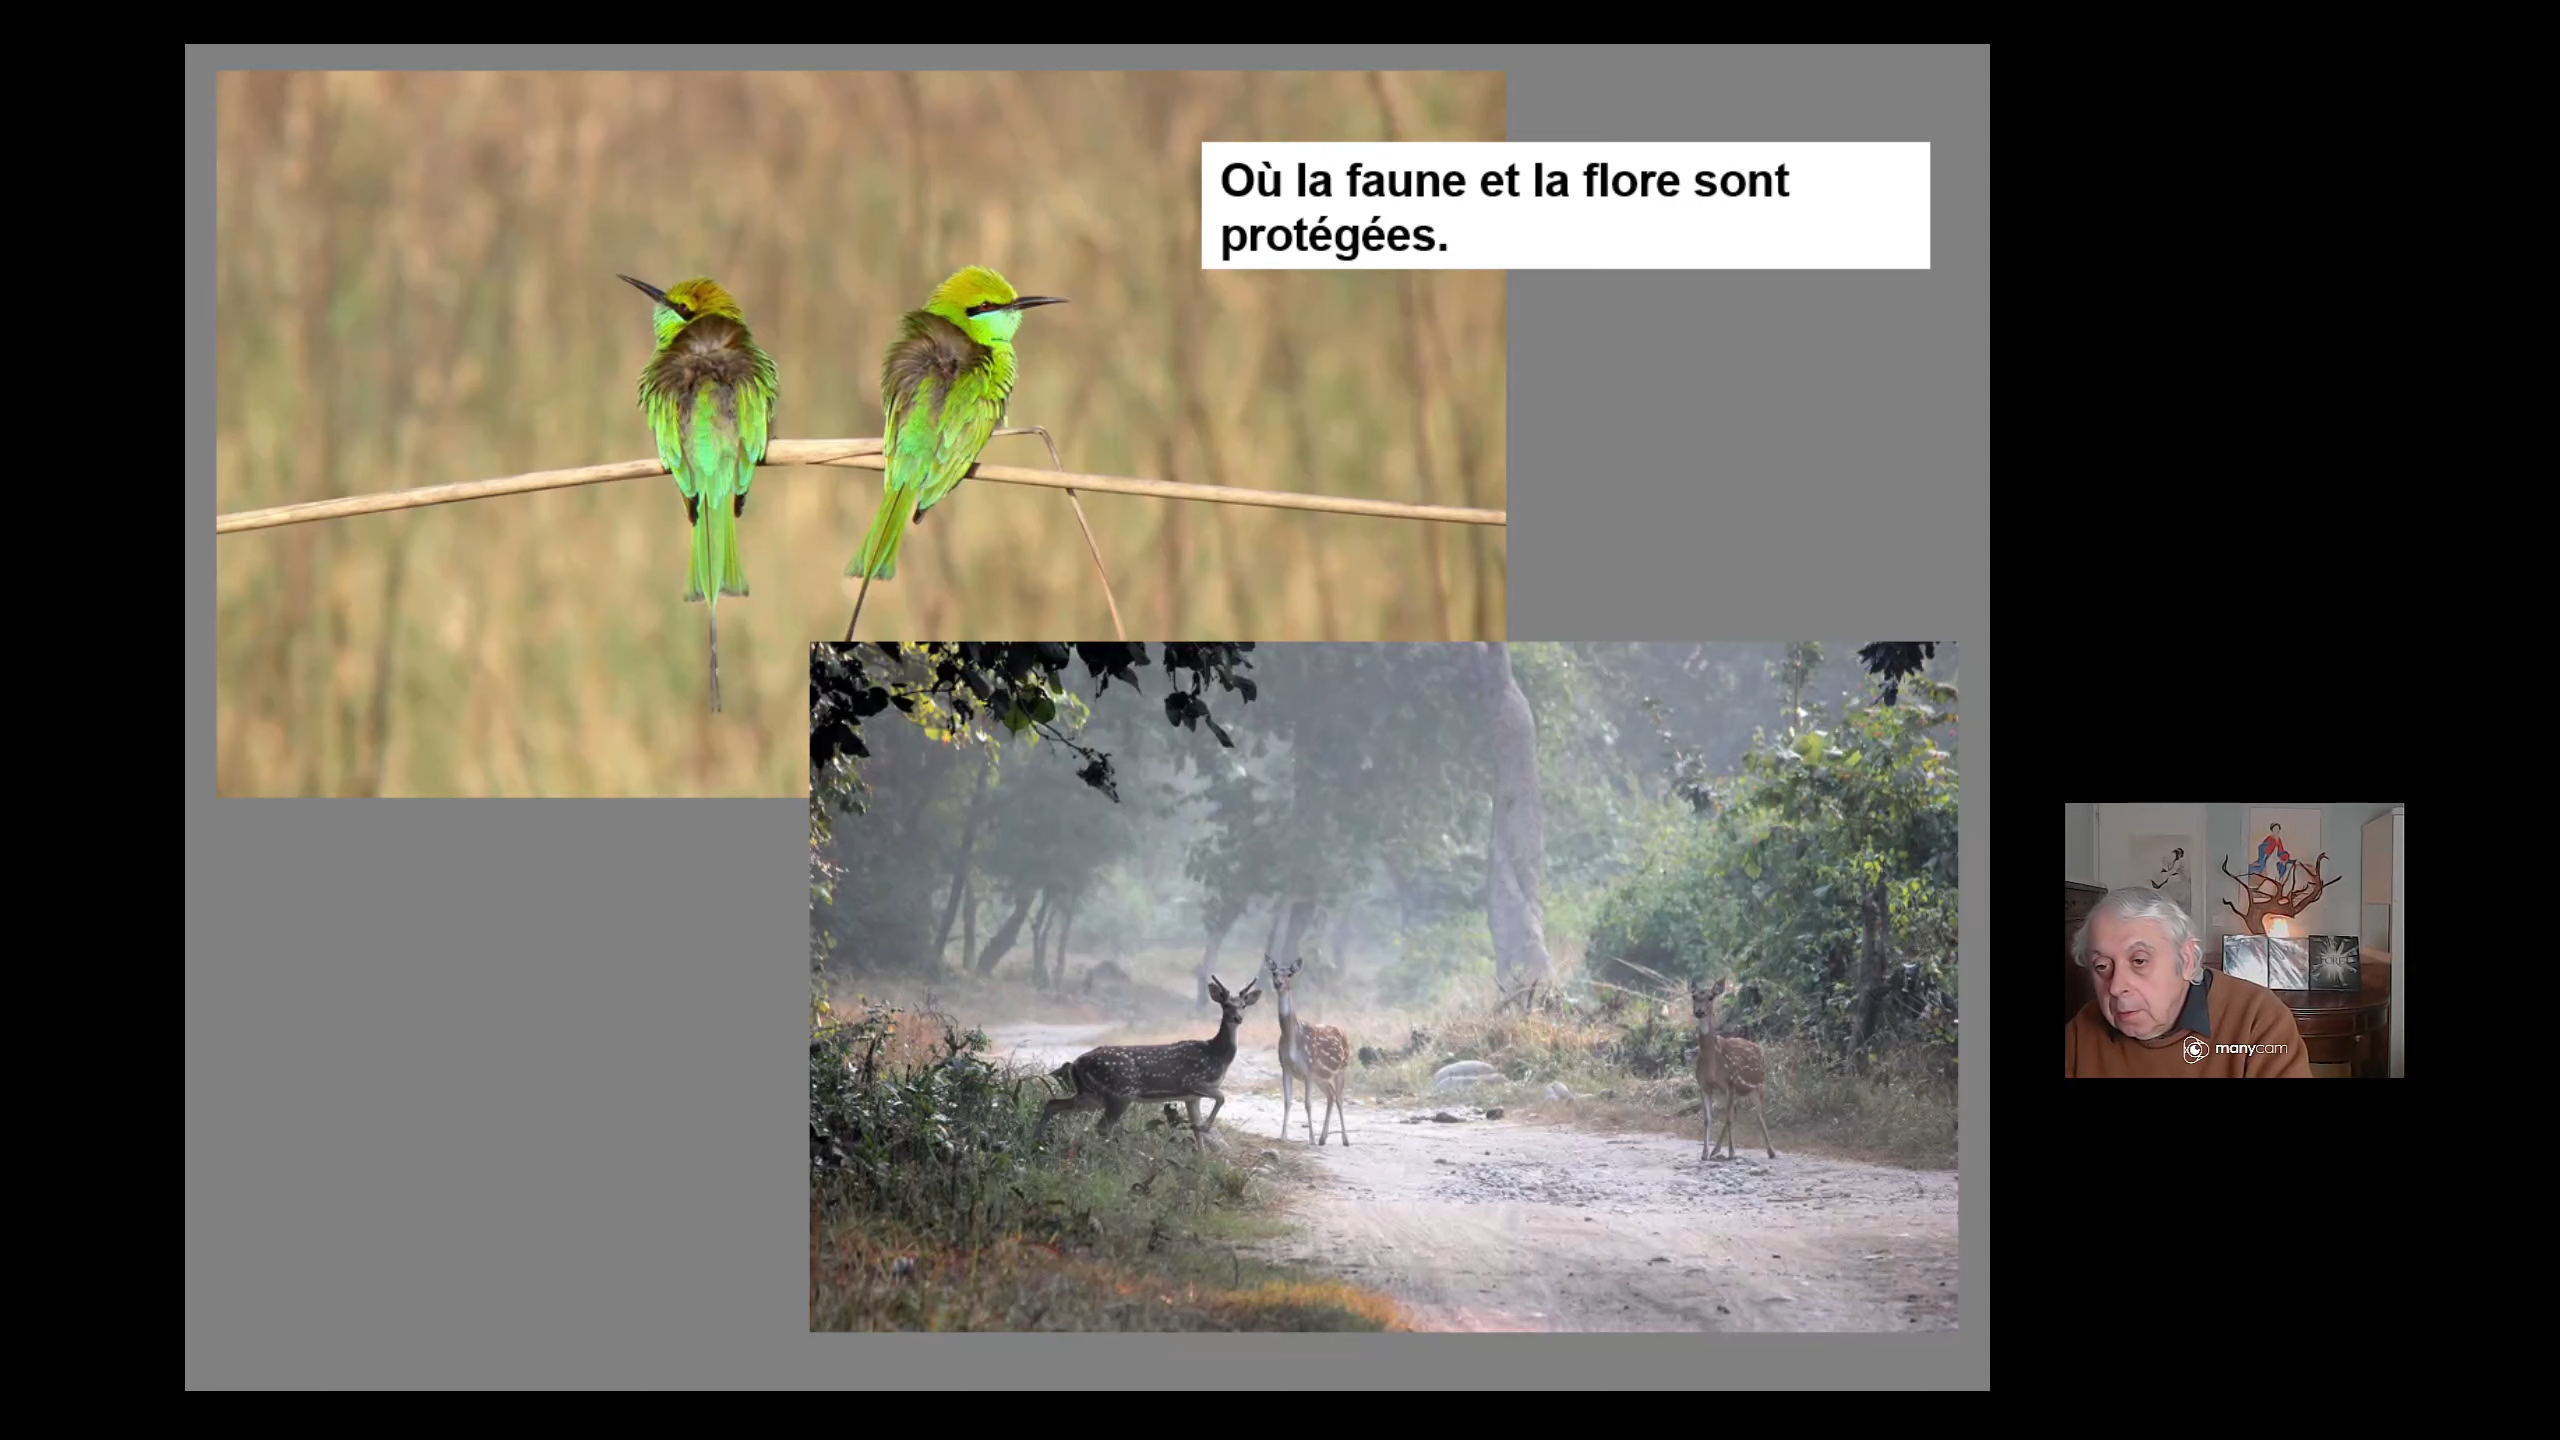 Où la faune et la flore sont
protégées.
manycam